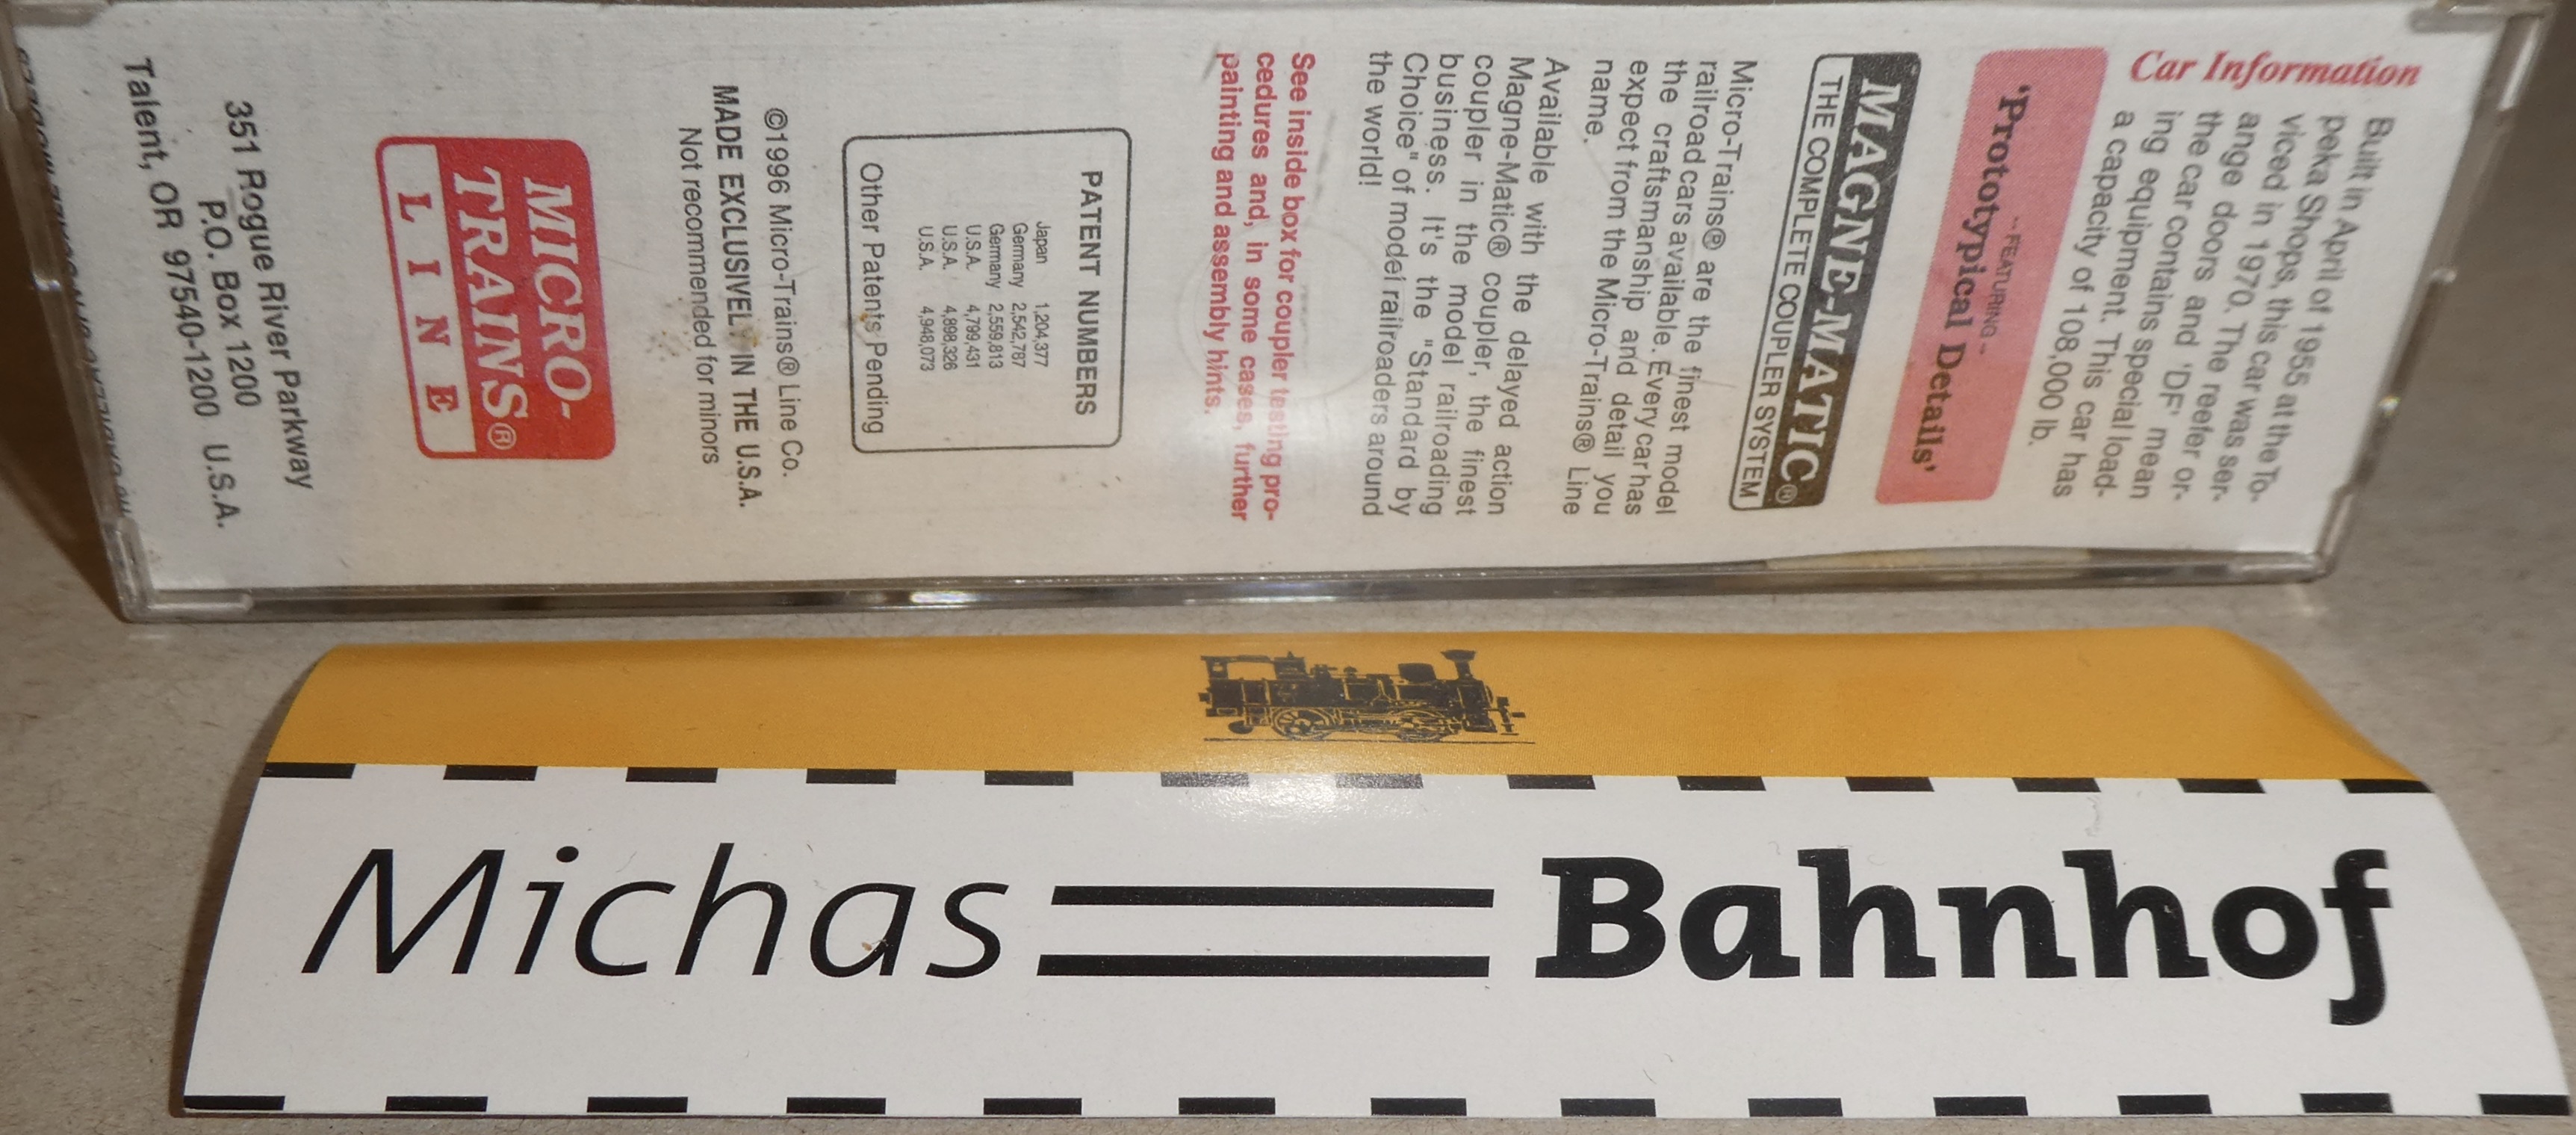 Car Information
Built in April of 1955 at the To-
peka Shops, this car was ser-
viced in 1970. The reefer or-
ange doors and 'DF' mean
the car contains special load-
ing equipment. This car has
a capacity of 108,000 lb.
-- FEATURING --
'Prototypical Details'
MAGNE-MATIC®
THE COMPLETE COUPLER SYSTEM
Micro-Trains® are the finest model
railroad cars available. Every car has
the craftsmanship and detail you
expect from the Micro-Trains® Line
name.
Available with the delayed action
Magne-Matic® coupler, the finest
coupler in the model railroading
business. It's the "Standard by
Choice" of model railroaders around
the world!
See inside box for coupler testing pro-
cedures and, in some cases, further
painting and assembly hints.
PATENT NUMBERS
Japan 1,204,377
Germany 2,542,787
Germany 2,559,813
U.S.A. 4,799,431
U.S.A. 4,898,326
U.S.A. 4,948,073
Other Patents Pending
©1996 Micro-Trains® Line Co.
MADE EXCLUSIVELY IN THE U.S.A.
Not recommended for minors
MICRO-
TRAINS®
LINE
351 Rogue River Parkway
P.O. Box 1200
Talent, OR 97540-1200 U.S.A.
Michas Bahnhof